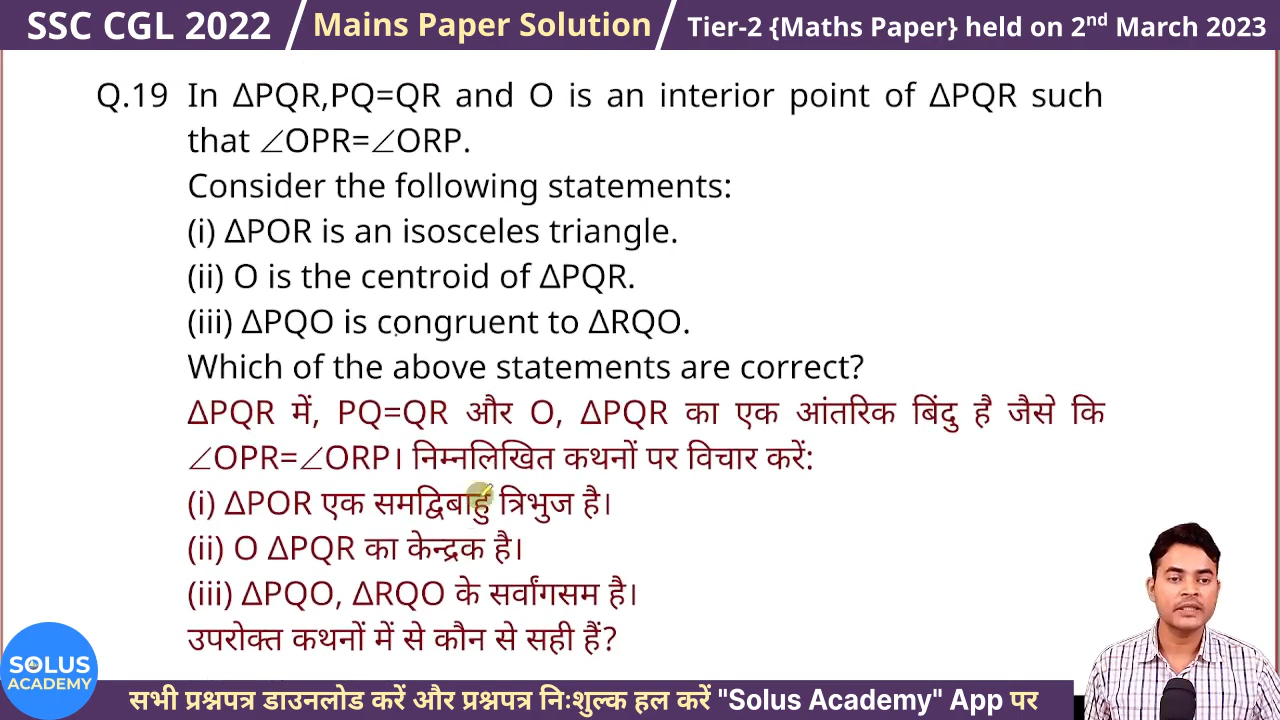 SSC CGL 2022 Mains Paper Solution Tier-2 {Maths Paper} held on 2nd March 2023
Q.19 In ΔPQR,PQ=QR and O is an interior point of ΔPQR such
that ∠OPR=∠ORP.
Consider the following statements:
(i) ΔPOR is an isosceles triangle.
(ii) O is the centroid of ΔPQR.
(iii) ΔPQO is congruent to ΔRQO.
Which of the above statements are correct?
ΔPQR में, PQ=QR और O, ΔPQR का एक आंतरिक बिंदु है जैसे कि
∠OPR=∠ORP। निम्नलिखित कथनों पर विचार करें:
(i) ΔPOR एक समद्विबाहु त्रिभुज है।
(ii) O ΔPQR का केन्द्रक है।
(iii) ΔPQO, ΔRQO के सर्वांगसम है।
उपरोक्त कथनों में से कौन से सही हैं?
SOLUS
ACADEMY
सभी प्रश्नपत्र डाउनलोड करें और प्रश्नपत्र निःशुल्क हल करें "Solus Academy" App पर